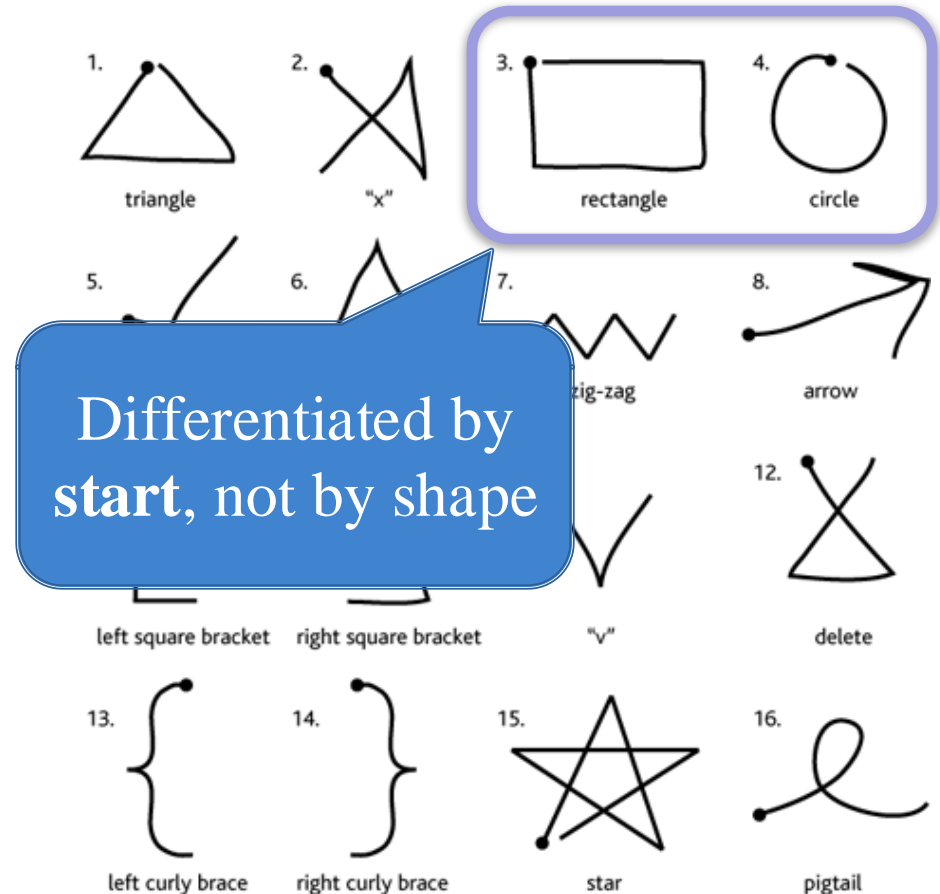 1. 2. 3. 4.
triangle "x" rectangle circle
5. 6. 7. 8.
Differentiated by
start, not by shape
zig-zag arrow
12.
left square bracket right square bracket "v" delete
13. 14. 15. 16.
left curly brace right curly brace star pigtail